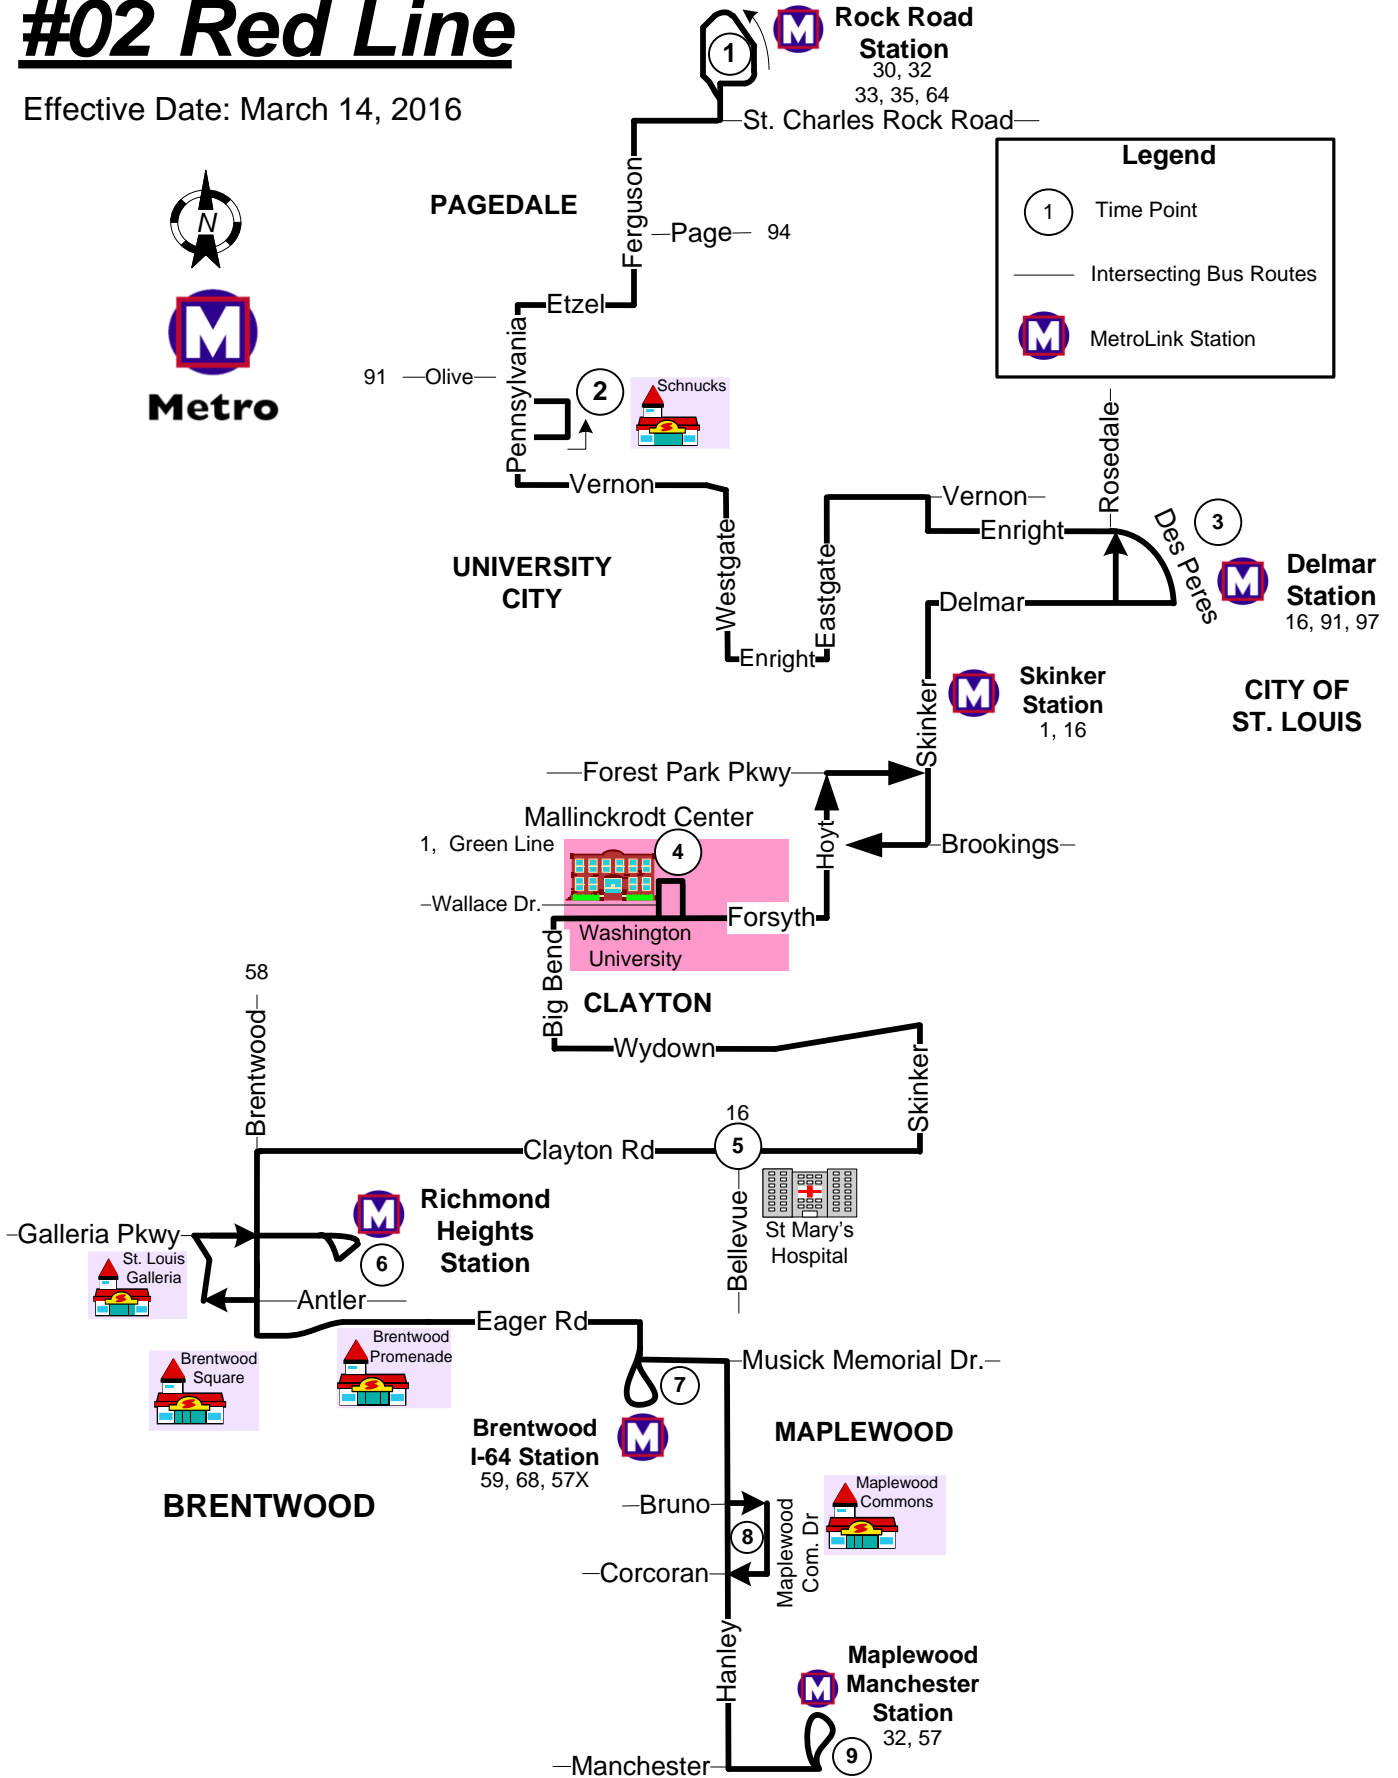 #02 Red Line
Effective Date: March 14, 2016
N
M
Metro
1
M
Rock Road
Station
30, 32
33, 35, 64
St. Charles Rock Road
Legend
1
Time Point
Intersecting Bus Routes
M
MetroLink Station
PAGEDALE
Ferguson
Page
94
Etzel
Pennsylvania
91
Olive
2
Schnucks
S
Vernon
UNIVERSITY
CITY
Westgate
Enright
Eastgate
Vernon
Enright
Rosedale
Des Peres
3
M
Delmar
Station
16, 91, 97
Delmar
Skinker
M
Skinker
Station
1, 16
CITY OF
ST. LOUIS
Forest Park Pkwy
Mallinckrodt Center
1, Green Line
4
Hoyt
Brookings
Wallace Dr.
Forsyth
Washington
University
Big Bend
CLAYTON
Wydown
Skinker
58
Brentwood
16
Clayton Rd
5
Bellevue
St Mary's
Hospital
Galleria Pkwy
M
Richmond
Heights
Station
6
St. Louis
Galleria
S
Antler
Eager Rd
Brentwood
Promenade
S
Brentwood
Square
S
Musick Memorial Dr.
7
Brentwood
I-64 Station
59, 68, 57X
M
MAPLEWOOD
BRENTWOOD
Bruno
8
Maplewood
Com. Dr
Maplewood
Commons
S
Corcoran
Hanley
M
Maplewood
Manchester
Station
32, 57
9
Manchester